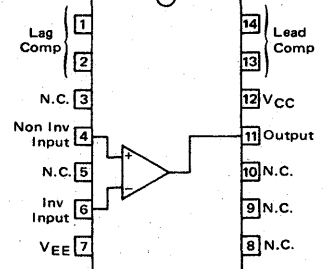 Lag
Comp
1
2
N.C. 3
Non Inv
Input 4
N.C. 5
Inv
Input 6
VEE 7
+
−
14
13
Lead
Comp
12 VCC
11 Output
10 N.C.
9 N.C.
8 N.C.